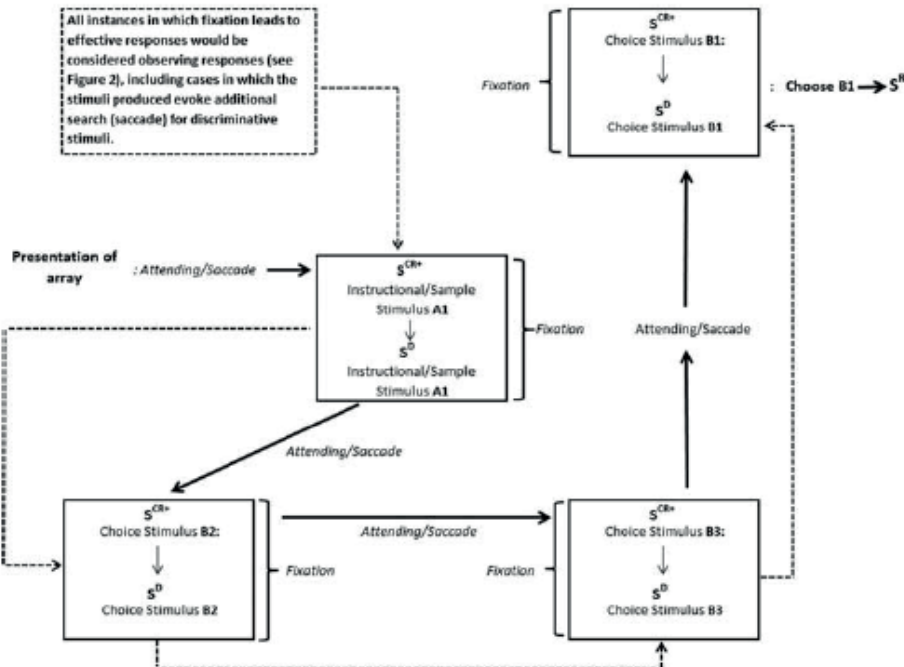 All instances in which fixation leads to
effective responses would be
considered observing responses (see
Figure 2), including cases in which the
stimuli produced evoke additional
search (saccade) for discriminative
stimuli.
S^CR+
Choice Stimulus B1:
S^D
Choice Stimulus B1
Fixation
: Choose B1
S^R
Presentation of
array
: Attending/Saccade
S^CR+
Instructional/Sample
Stimulus A1
S^D
Instructional/Sample
Stimulus A1
Fixation
Attending/Saccade
Attending/Saccade
S^CR+
Choice Stimulus B2:
S^D
Choice Stimulus B2
Fixation
Attending/Saccade
Fixation
S^CR+
Choice Stimulus B3:
S^D
Choice Stimulus B3